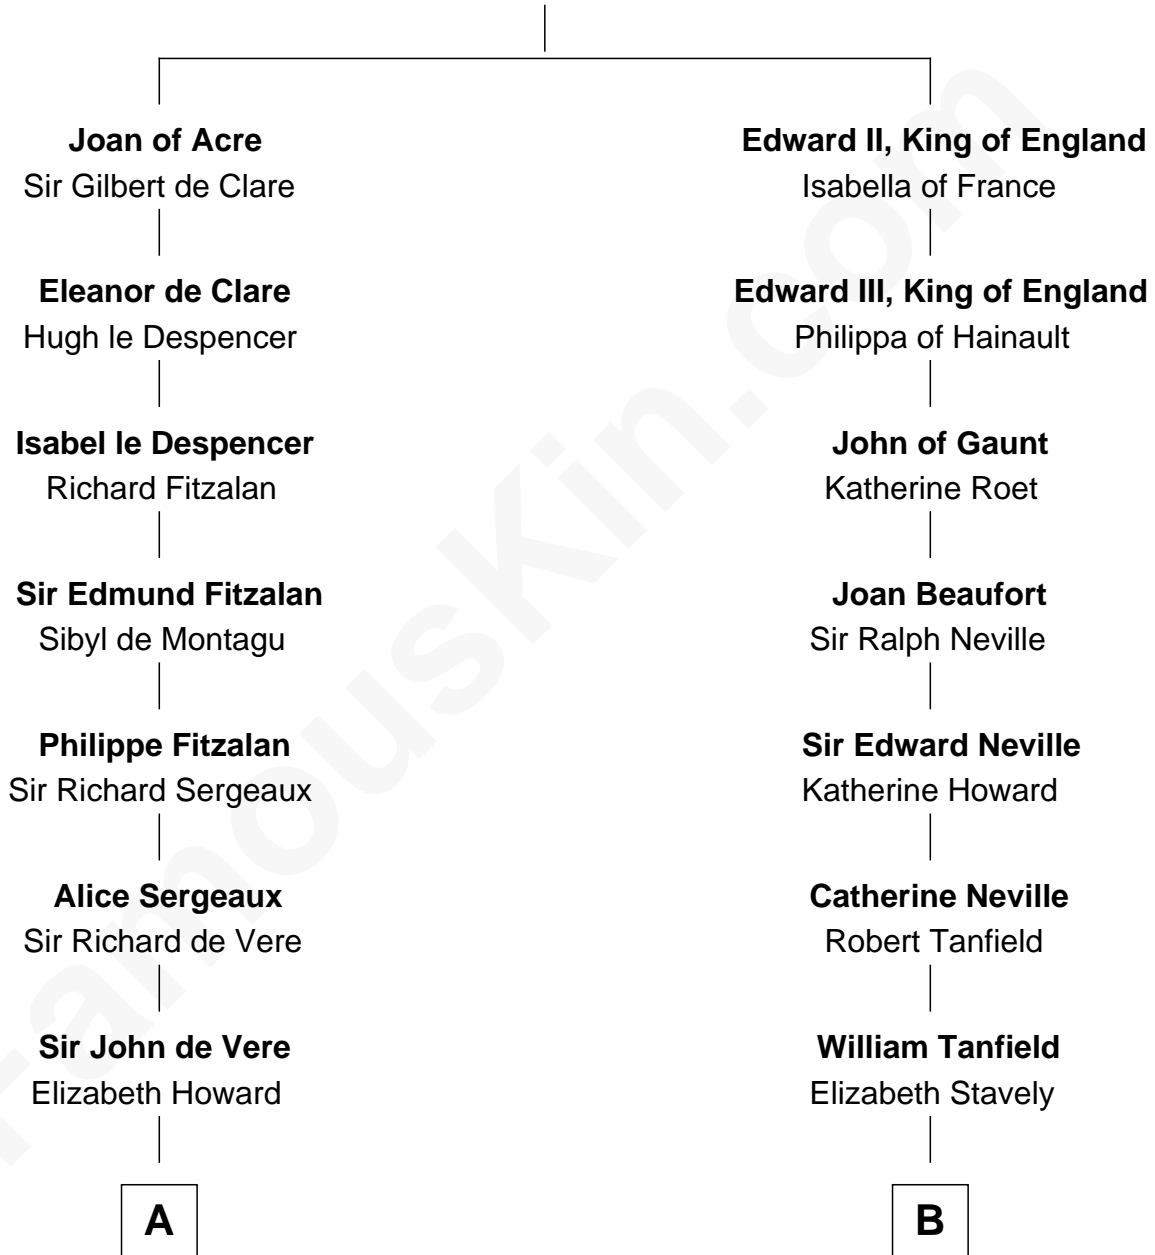 Joan of Acre
Sir Gilbert de Clare
Eleanor de Clare
Hugh le Despencer
Isabel le Despencer
Richard Fitzalan
Sir Edmund Fitzalan
Sibyl de Montagu
Philippe Fitzalan
Sir Richard Sergeaux
Alice Sergeaux
Sir Richard de Vere
Sir John de Vere
Elizabeth Howard
A
Edward II, King of England
Isabella of France
Edward III, King of England
Philippa of Hainault
John of Gaunt
Katherine Roet
Joan Beaufort
Sir Ralph Neville
Sir Edward Neville
Katherine Howard
Catherine Neville
Robert Tanfield
William Tanfield
Elizabeth Stavely
B
FamousKin.com